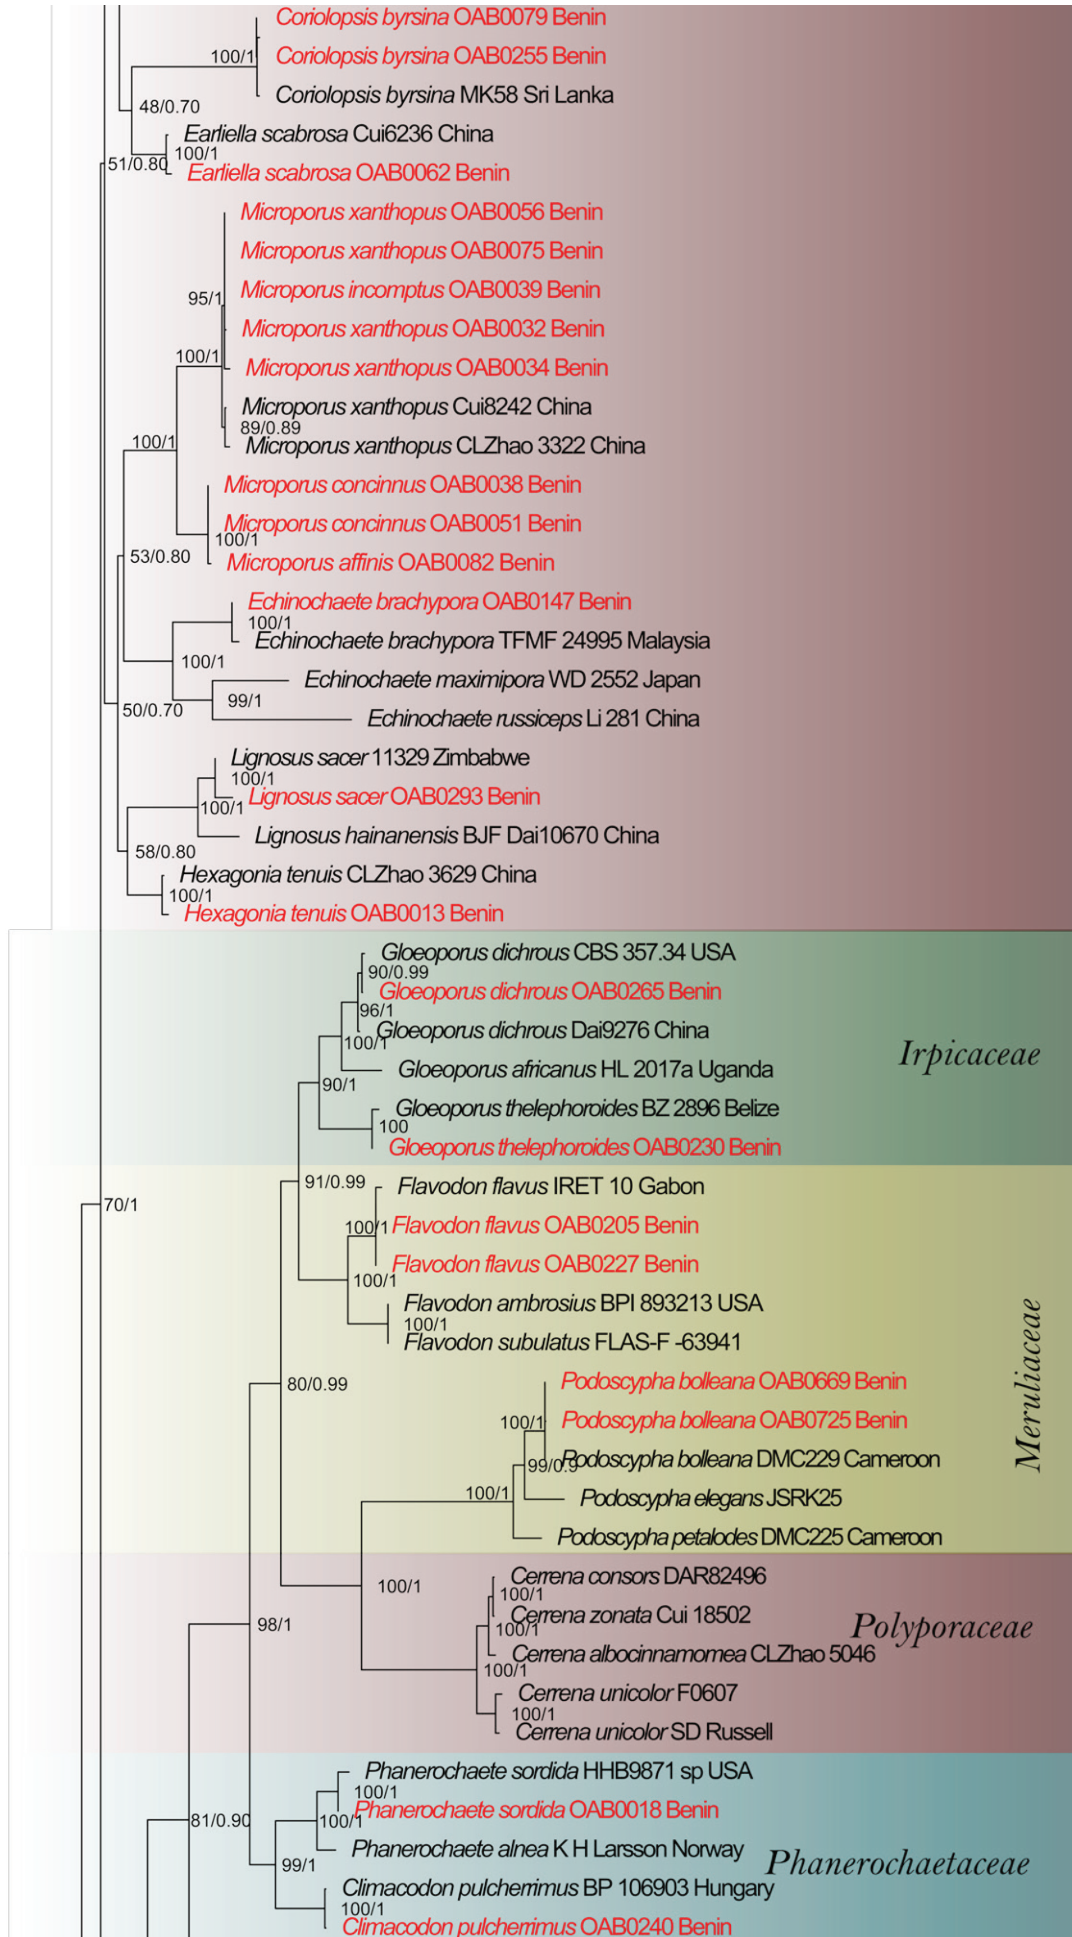 Coriolopsis byrsina OAB0079 Benin
Coriolopsis byrsina OAB0255 Benin
100/1
Coriolopsis byrsina MK58 Sri Lanka
48/0.70
Earliella scabrosa Cui6236 China
100/1
51/0.80
Earliella scabrosa OAB0062 Benin
Microporus xanthopus OAB0056 Benin
Microporus xanthopus OAB0075 Benin
Microporus incomptus OAB0039 Benin
95/1
Microporus xanthopus OAB0032 Benin
100/1
Microporus xanthopus OAB0034 Benin
Microporus xanthopus Cui8242 China
89/0.89
100/1
Microporus xanthopus CLZhao 3322 China
Microporus concinnus OAB0038 Benin
Microporus concinnus OAB0051 Benin
100/1
53/0.80
Microporus affinis OAB0082 Benin
Echinochaete brachypora OAB0147 Benin
100/1
Echinochaete brachypora TFMF 24995 Malaysia
100/1
Echinochaete maximipora WD 2552 Japan
99/1
50/0.70
Echinochaete russiceps Li 281 China
Lignosus sacer 11329 Zimbabwe
100/1
Lignosus sacer OAB0293 Benin
100/1
Lignosus hainanensis BJF Dai10670 China
58/0.80
Hexagonia tenuis CLZhao 3629 China
100/1
Hexagonia tenuis OAB0013 Benin
Gloeoporus dichrous CBS 357.34 USA
90/0.99
Gloeoporus dichrous OAB0265 Benin
96/1
Gloeoporus dichrous Dai9276 China
100/1
Irpicaceae
Gloeoporus africanus HL 2017a Uganda
90/1
Gloeoporus thelephoroides BZ 2896 Belize
100
Gloeoporus thelephoroides OAB0230 Benin
91/0.99
Flavodon flavus IRET 10 Gabon
70/1
100/1
Flavodon flavus OAB0205 Benin
Flavodon flavus OAB0227 Benin
100/1
Flavodon ambrosius BPI 893213 USA
100/1
Flavodon subulatus FLAS-F -63941
Meruliaceae
80/0.99
Podoscypha bolleana OAB0669 Benin
100/1
Podoscypha bolleana OAB0725 Benin
99/0.9
Podoscypha bolleana DMC229 Cameroon
100/1
Podoscypha elegans JSRK25
Podoscypha petalodes DMC225 Cameroon
100/1
Cerrena consors DAR82496
100/1
Cerrena zonata Cui 18502
100/1
98/1
Polyporaceae
Cerrena albocinnamomea CLZhao 5046
100/1
Cerrena unicolor F0607
100/1
Cerrena unicolor SD Russell
Phanerochaete sordida HHB9871 sp USA
100/1
Phanerochaete sordida OAB0018 Benin
81/0.90
100/1
Phanerochaete alnea K H Larsson Norway
99/1
Phanerochaetaceae
Climacodon pulcherrimus BP 106903 Hungary
100/1
Climacodon pulcherrimus OAB0240 Benin